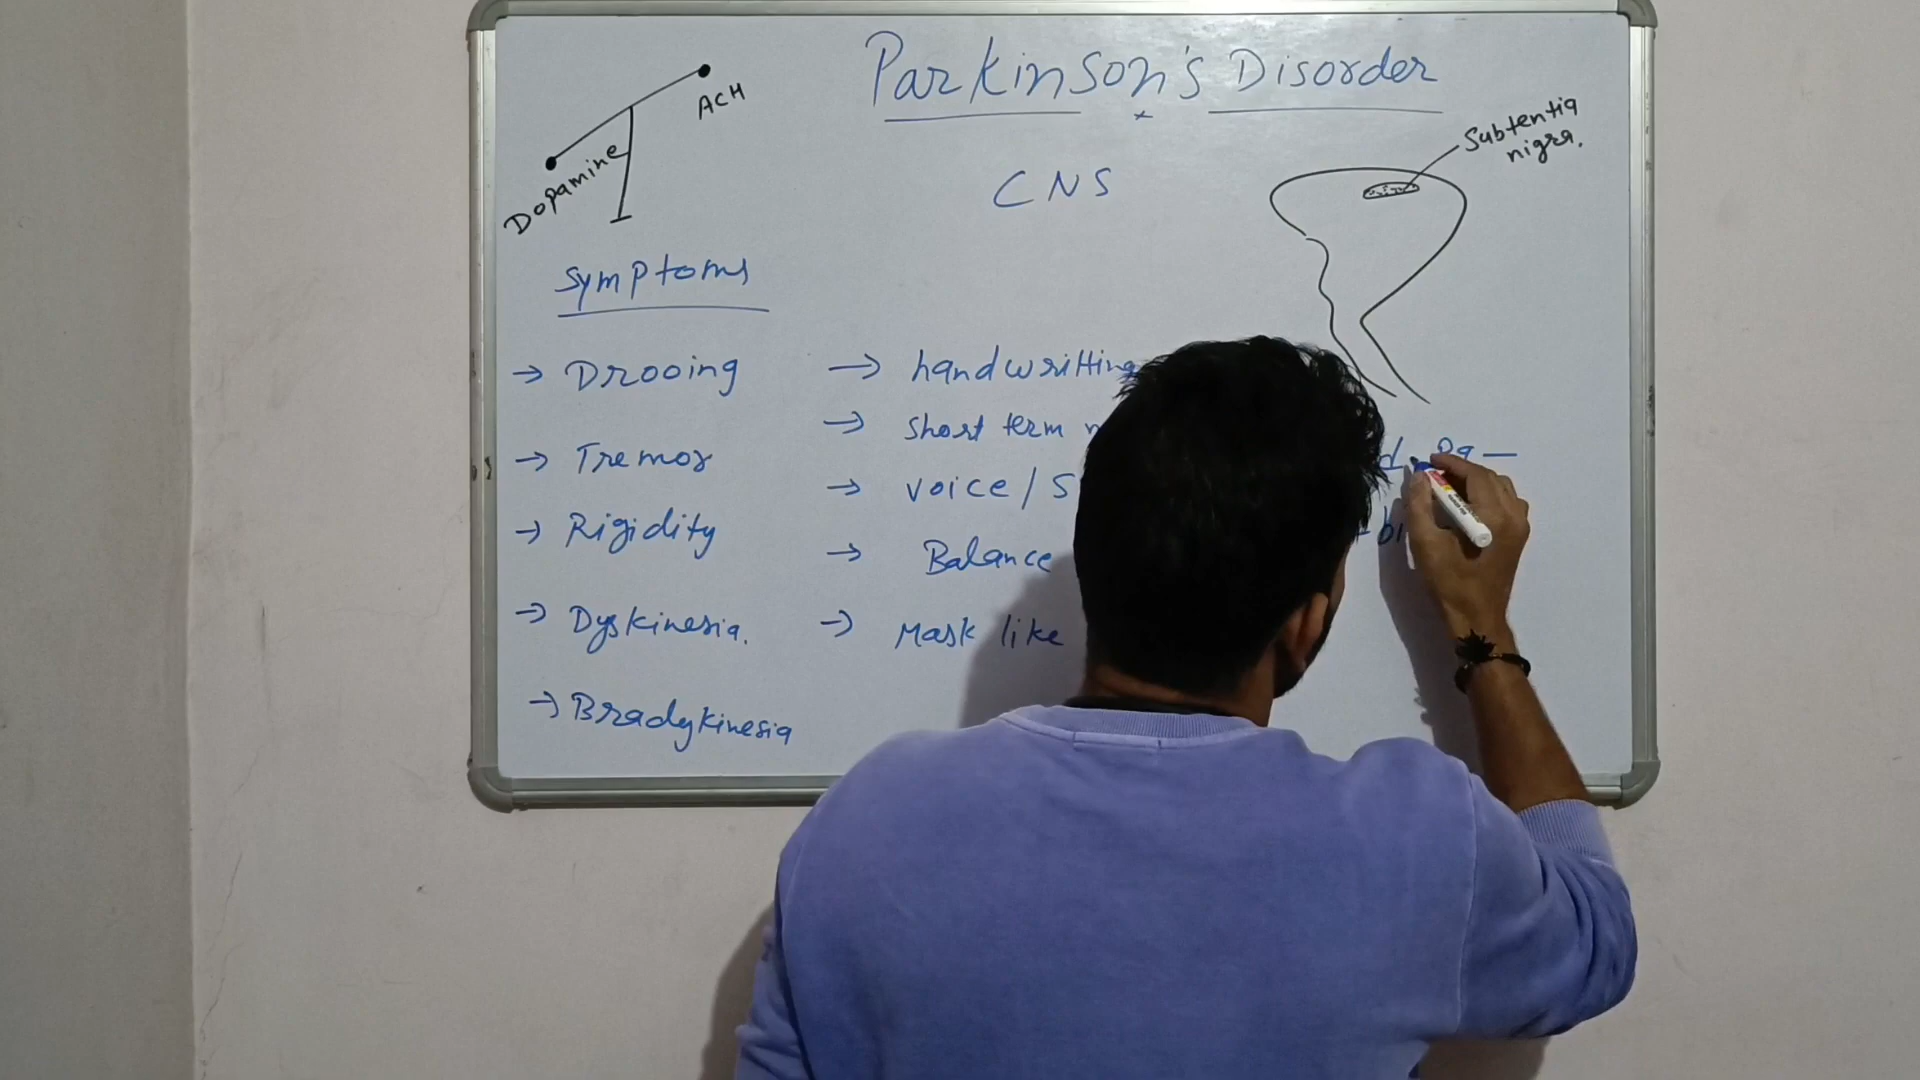 Parkinson's Disorder
ACH
Dopamine
CNS
Subtentia
nigra.
Symptoms
→ Drooing
→ Tremor
→ Rigidity
→ Dyskinesia.
→ Bradykinesia
→ handwritting
→ Short term
→ voice /
→ Balance
→ Mask like